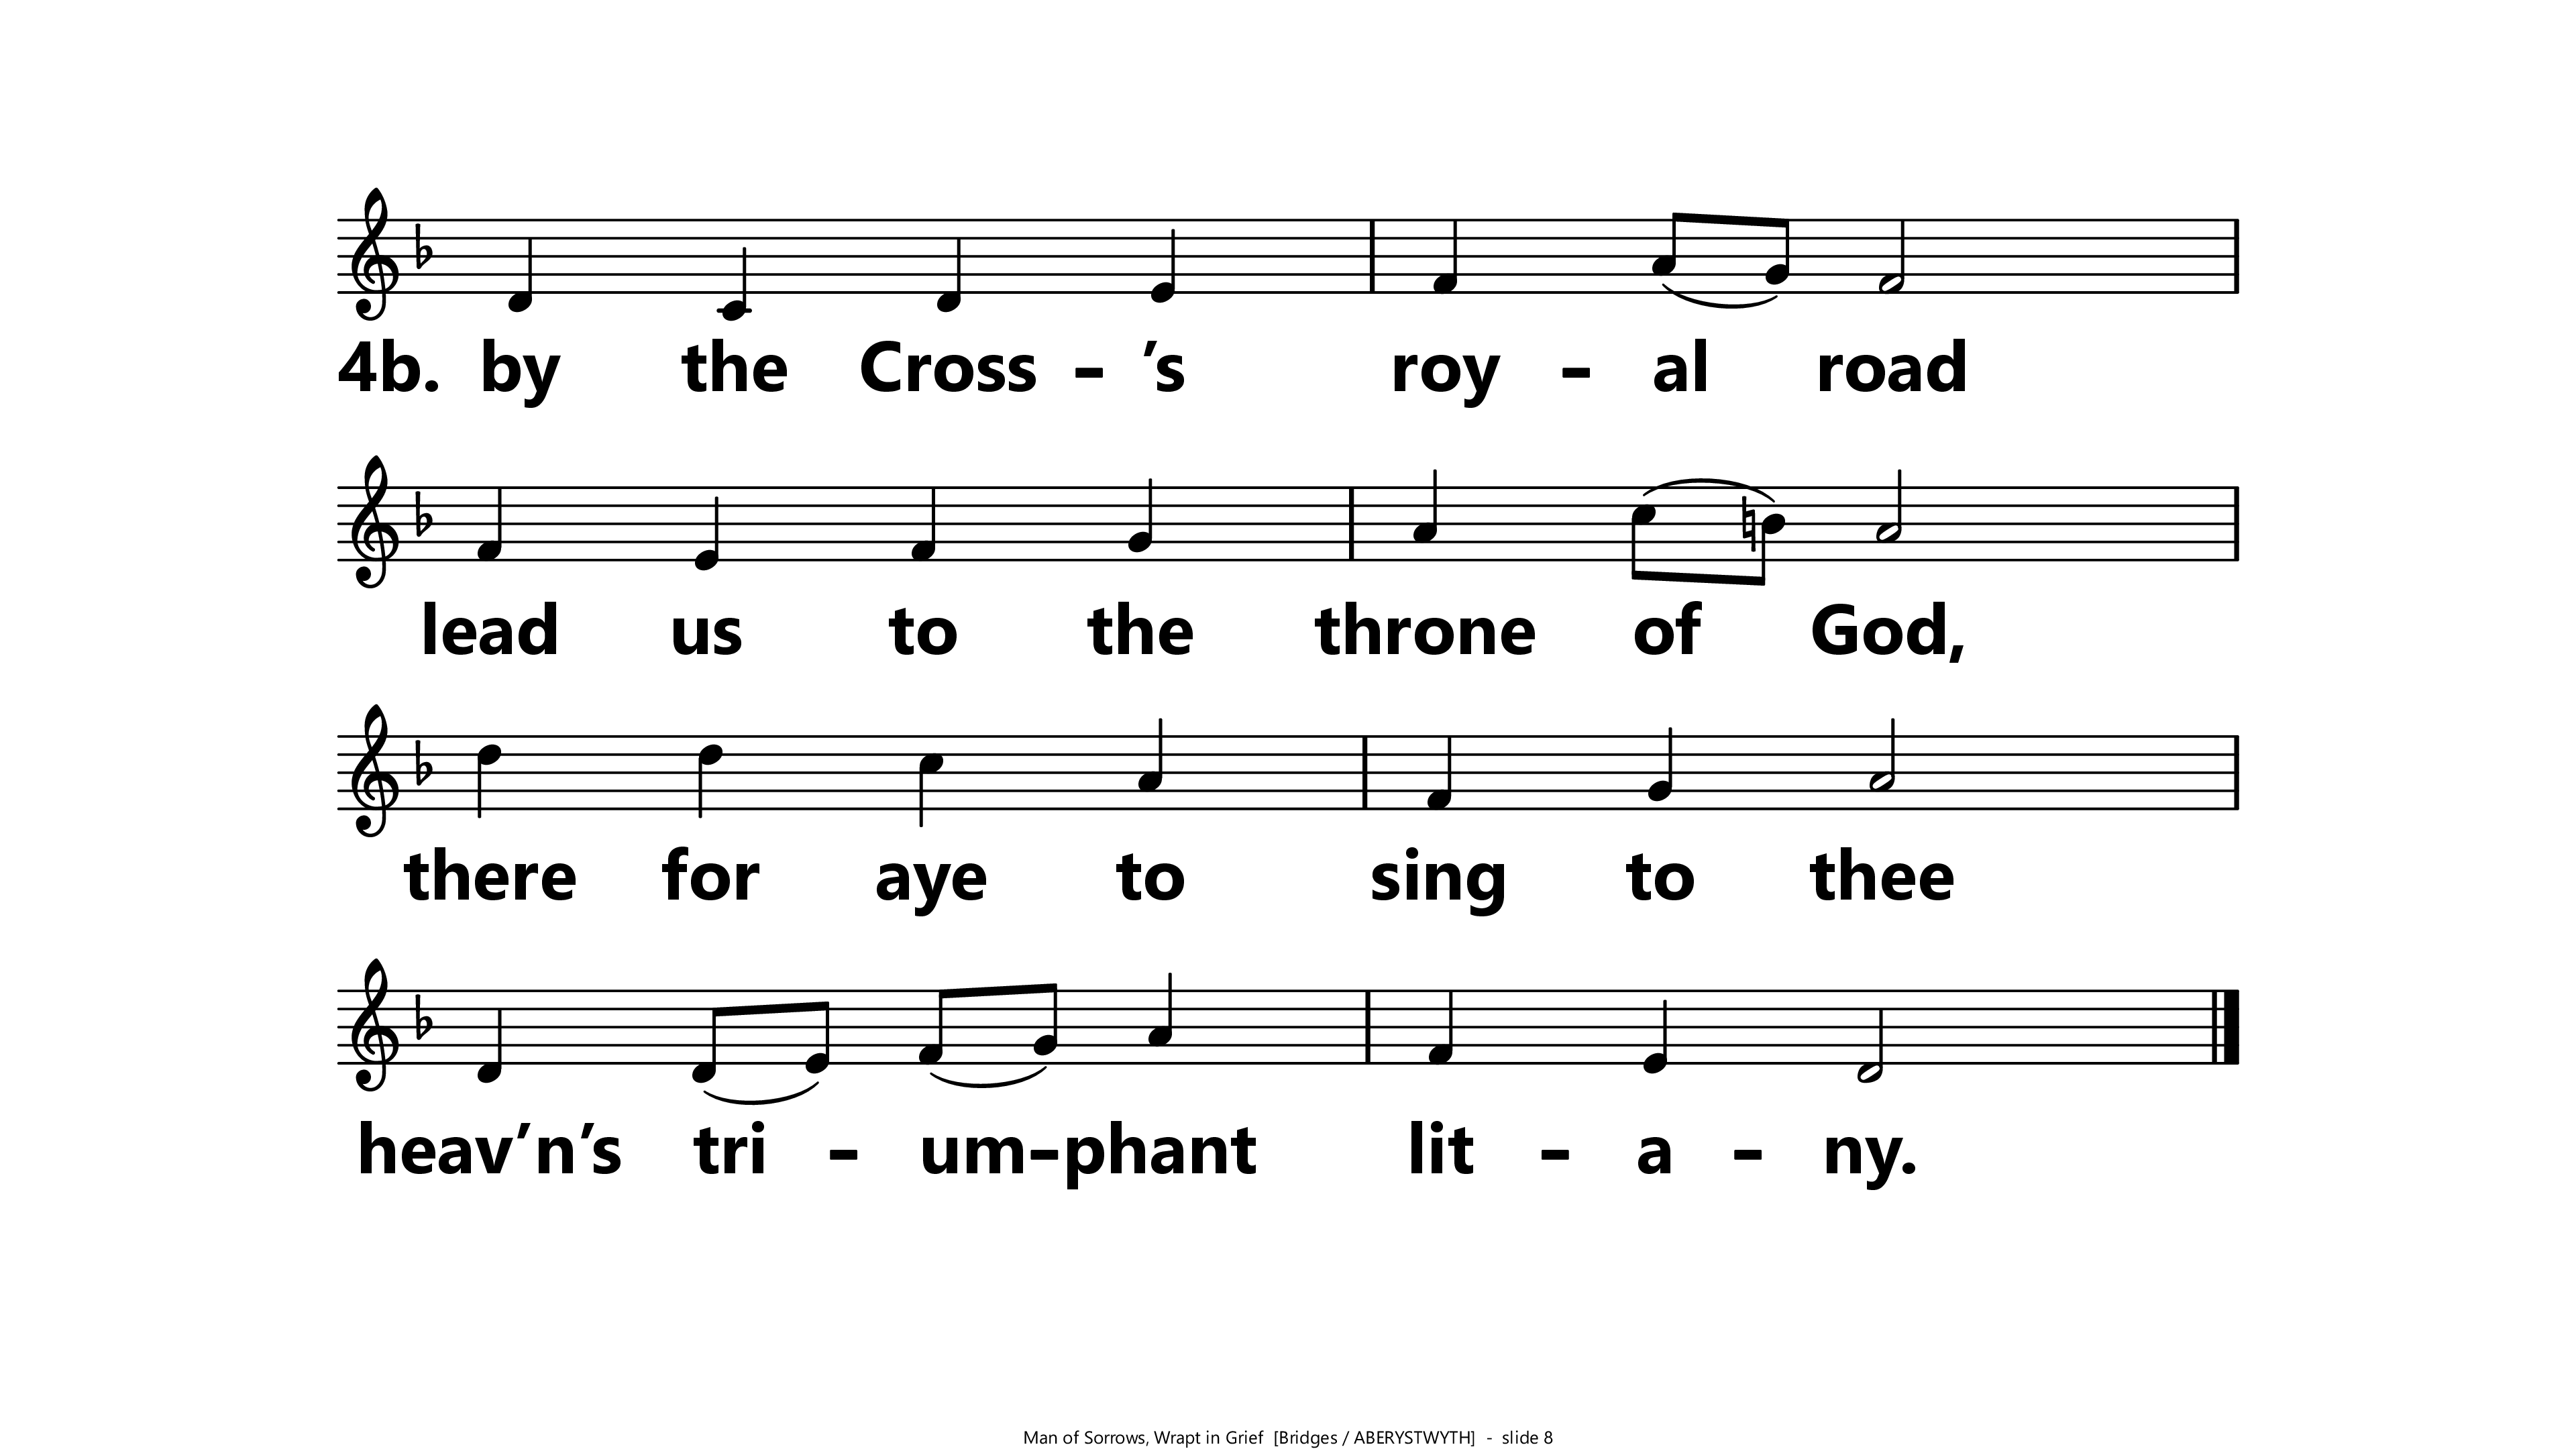 4b. by the Cross – ’s roy – al road
lead us to the throne of God,
there for aye to sing to thee
heav’n’s tri – um–phant lit – a – ny.
Man of Sorrows, Wrapt in Grief [Bridges / ABERYSTWYTH] - slide 8